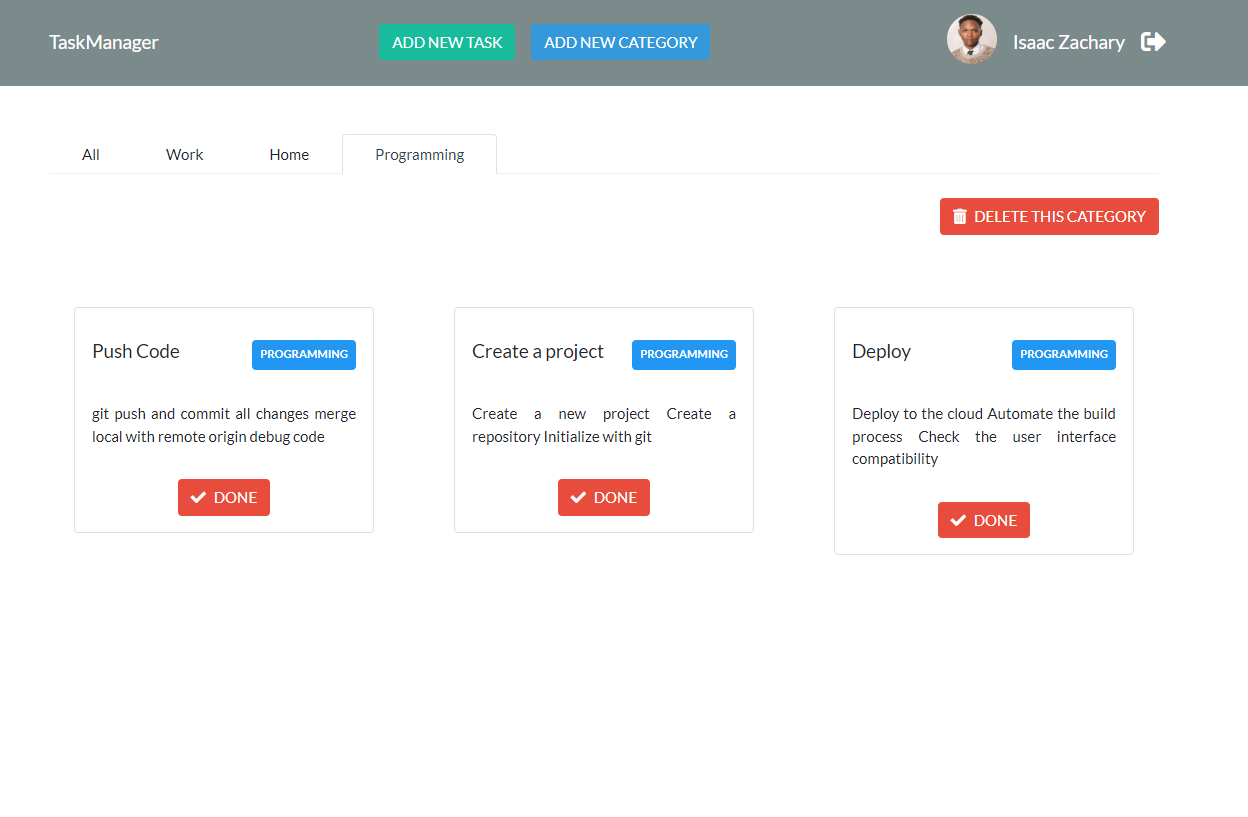 TaskManager
ADD NEW TASK
ADD NEW CATEGORY
Isaac Zachary
All
Work
Home
Programming
DELETE THIS CATEGORY
Push Code
PROGRAMMING
git push and commit all changes merge
local with remote origin debug code
DONE
Create a project
PROGRAMMING
Create a new project Create a
repository Initialize with git
DONE
Deploy
PROGRAMMING
Deploy to the cloud Automate the build
process Check the user interface
compatibility
DONE